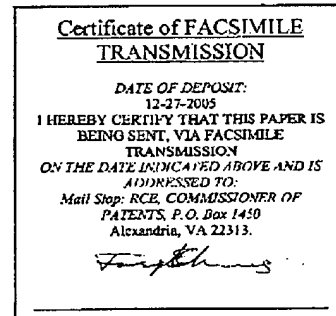 Certificate of FACSIMILE
TRANSMISSION
DATE OF DEPOSIT:
12-27-2005
I HEREBY CERTIFY THAT THIS PAPER IS
BEING SENT, VIA FACSIMILE
TRANSMISSION
ON THE DATE INDICATED ABOVE AND IS
ADDRESSED TO:
Mail Stop: RCE, COMMISSIONER OF
PATENTS, P.O. Box 1450
Alexandria, VA 22313.